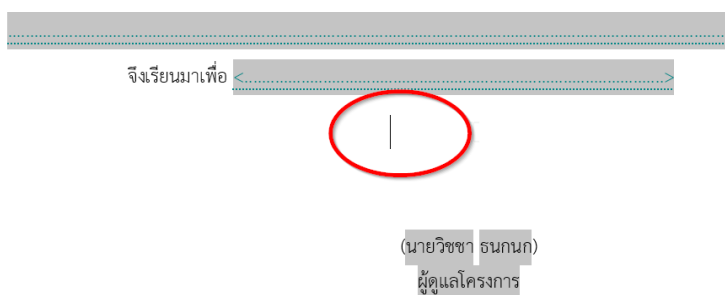 ................................................................................
จึงเรียนมาเพื่อ <................................................................................>
(นายวิชชา ธนกนก)
ผู้ดูแลโครงการ